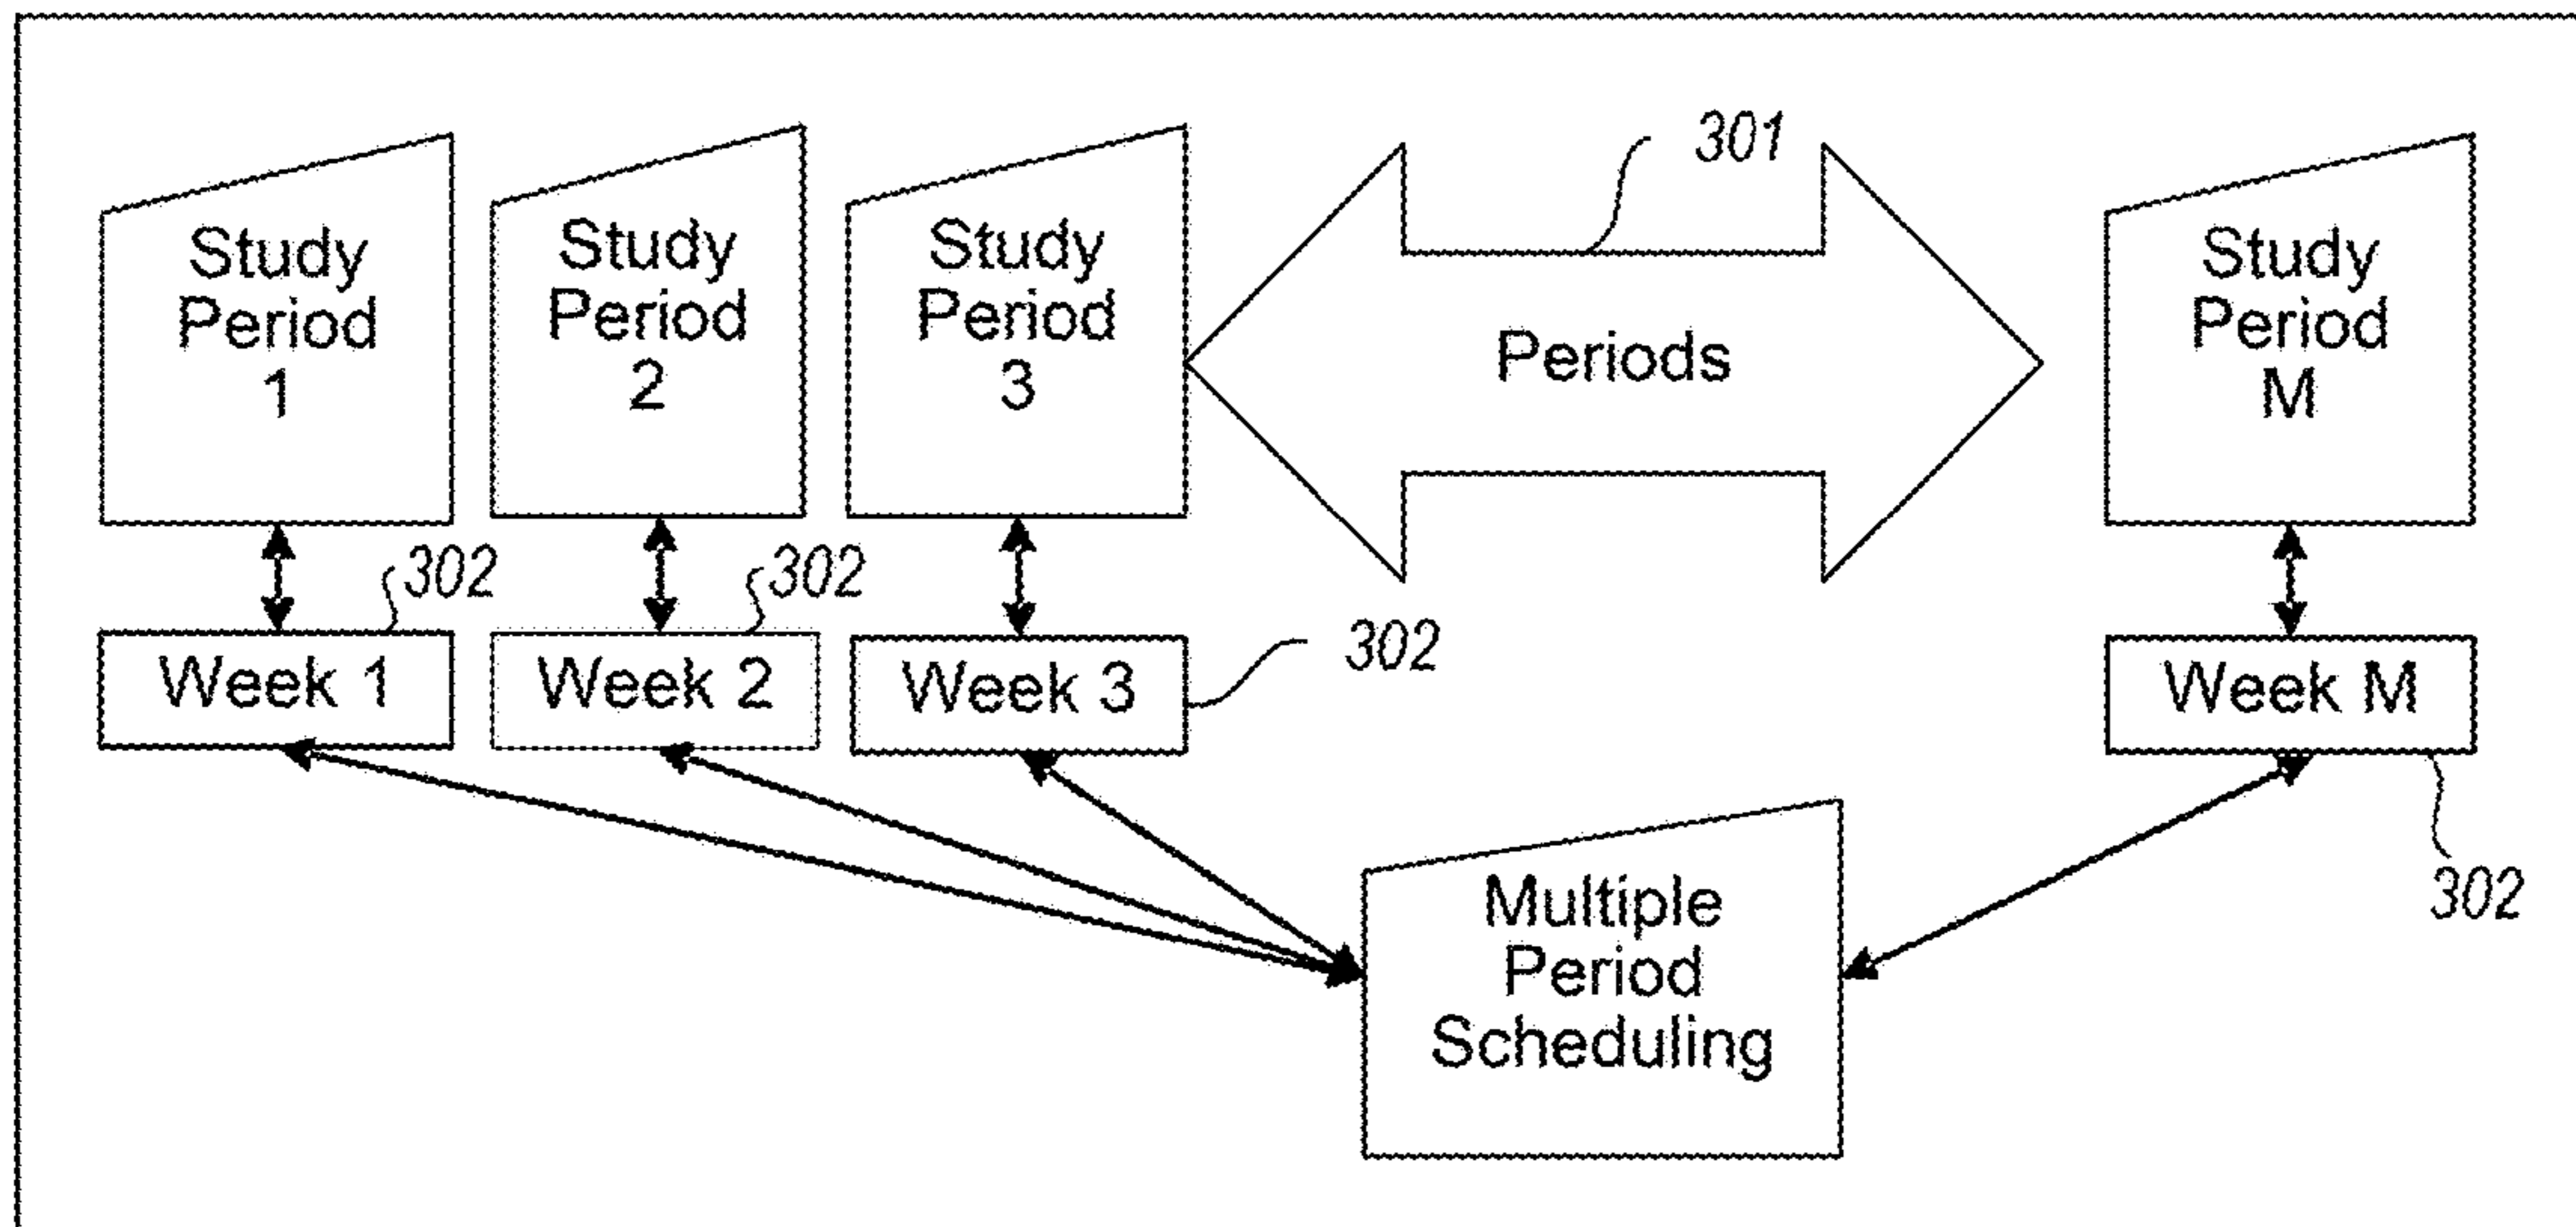 Study
Period
1
Study
Period
2
Study
Period
3
301
Periods
Study
Period
M
302
302
302
Week 1
Week 2
Week 3
Week M
302
Multiple
Period
Scheduling